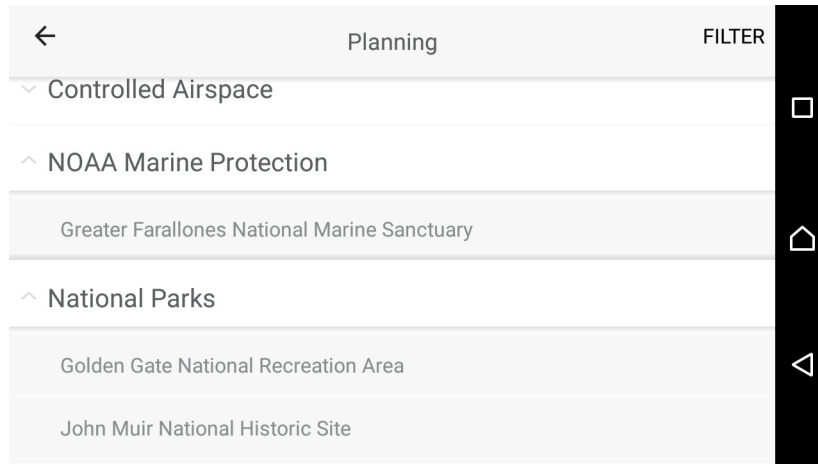 Planning
FILTER
Controlled Airspace
NOAA Marine Protection
Greater Farallones National Marine Sanctuary
National Parks
Golden Gate National Recreation Area
John Muir National Historic Site